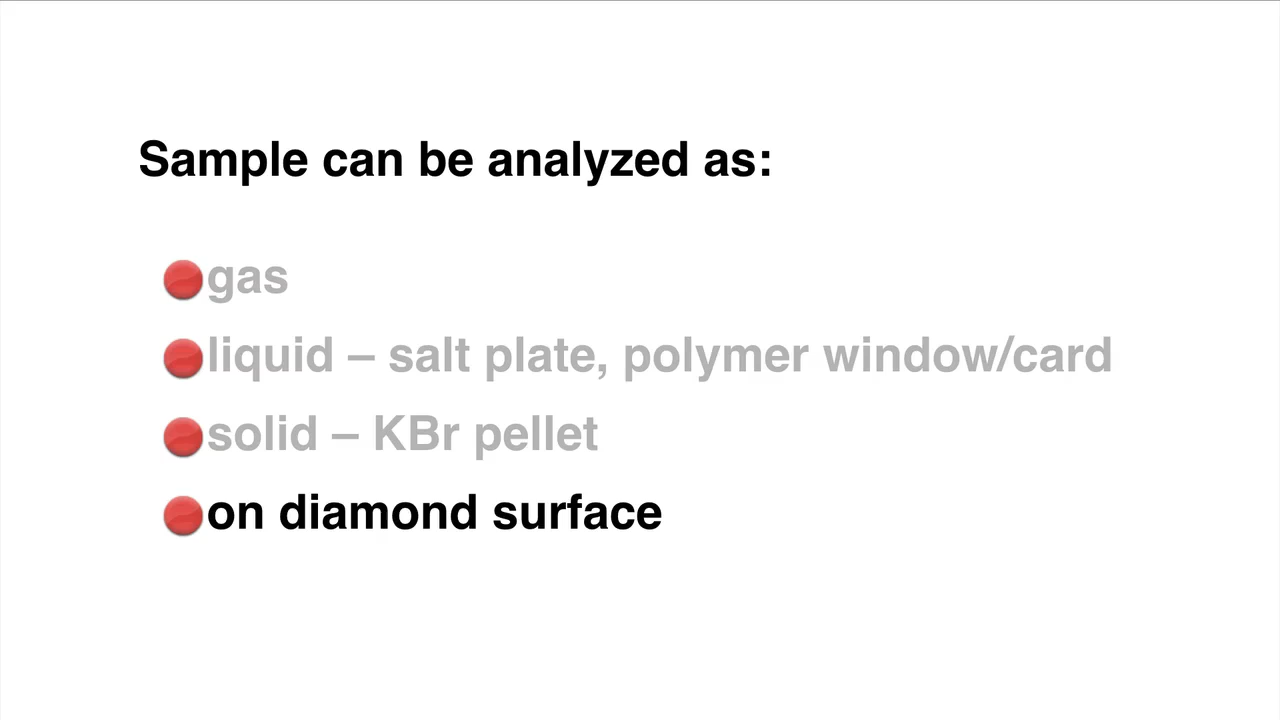 Sample can be analyzed as:
gas
liquid – salt plate, polymer window/card
solid – KBr pellet
on diamond surface